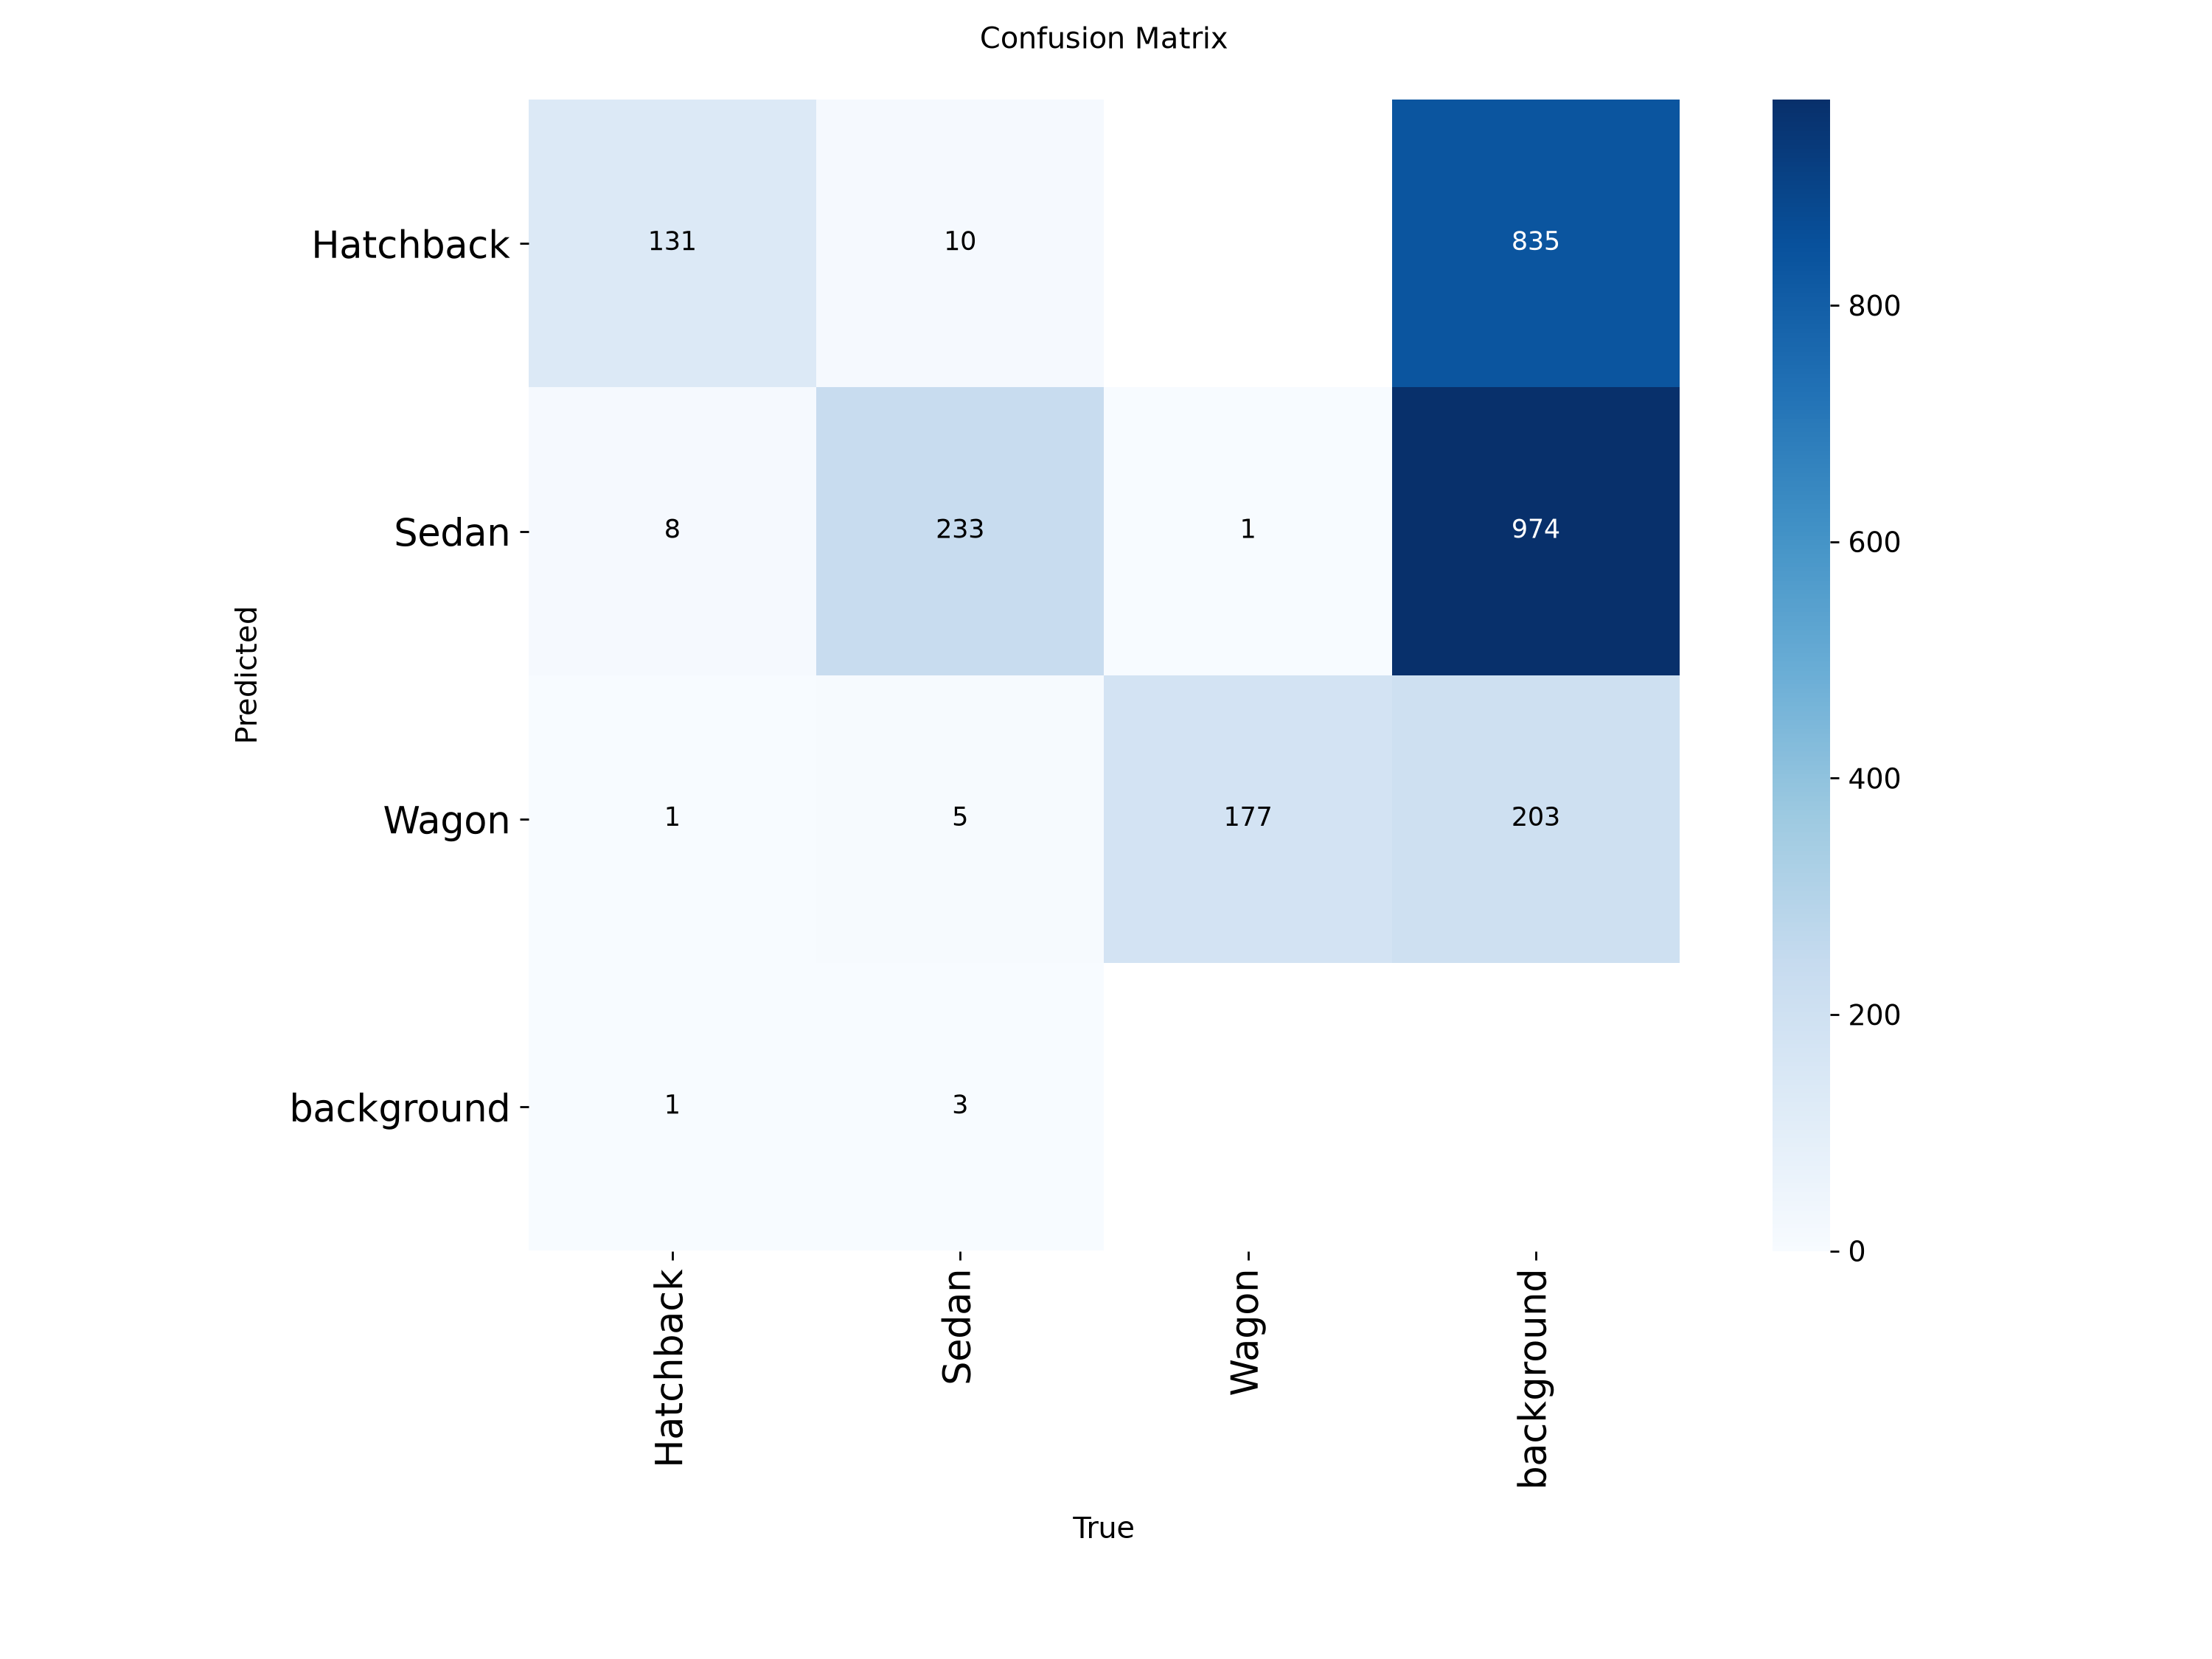 Confusion Matrix
Hatchback
131
10
835
Sedan
8
233
1
974
Wagon
1
5
177
203
background
1
3
Hatchback
Sedan
Wagon
background
Predicted
True
800
600
400
200
0